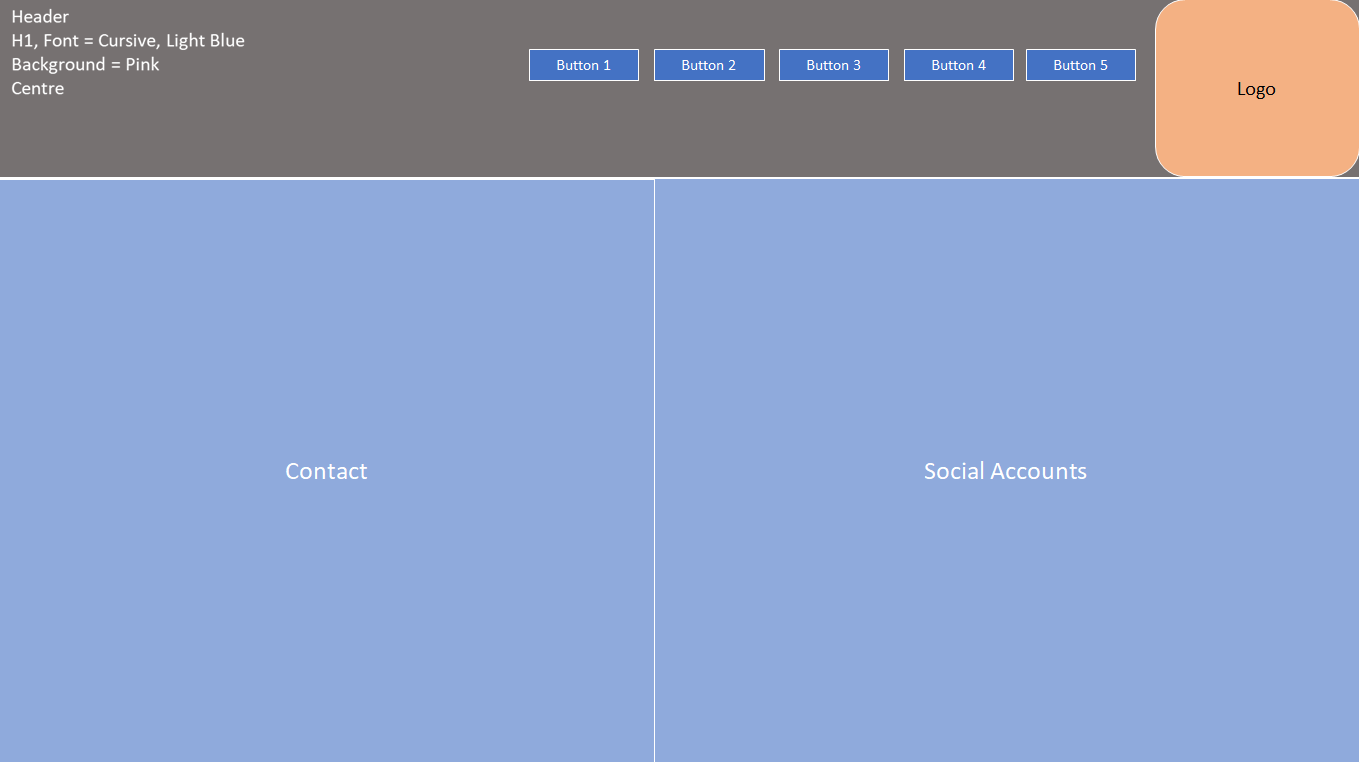 Header
H1, Font = Cursive, Light Blue
Background = Pink
Centre
Button 1
Button 2
Button 3
Button 4
Button 5
Logo
Contact
Social Accounts